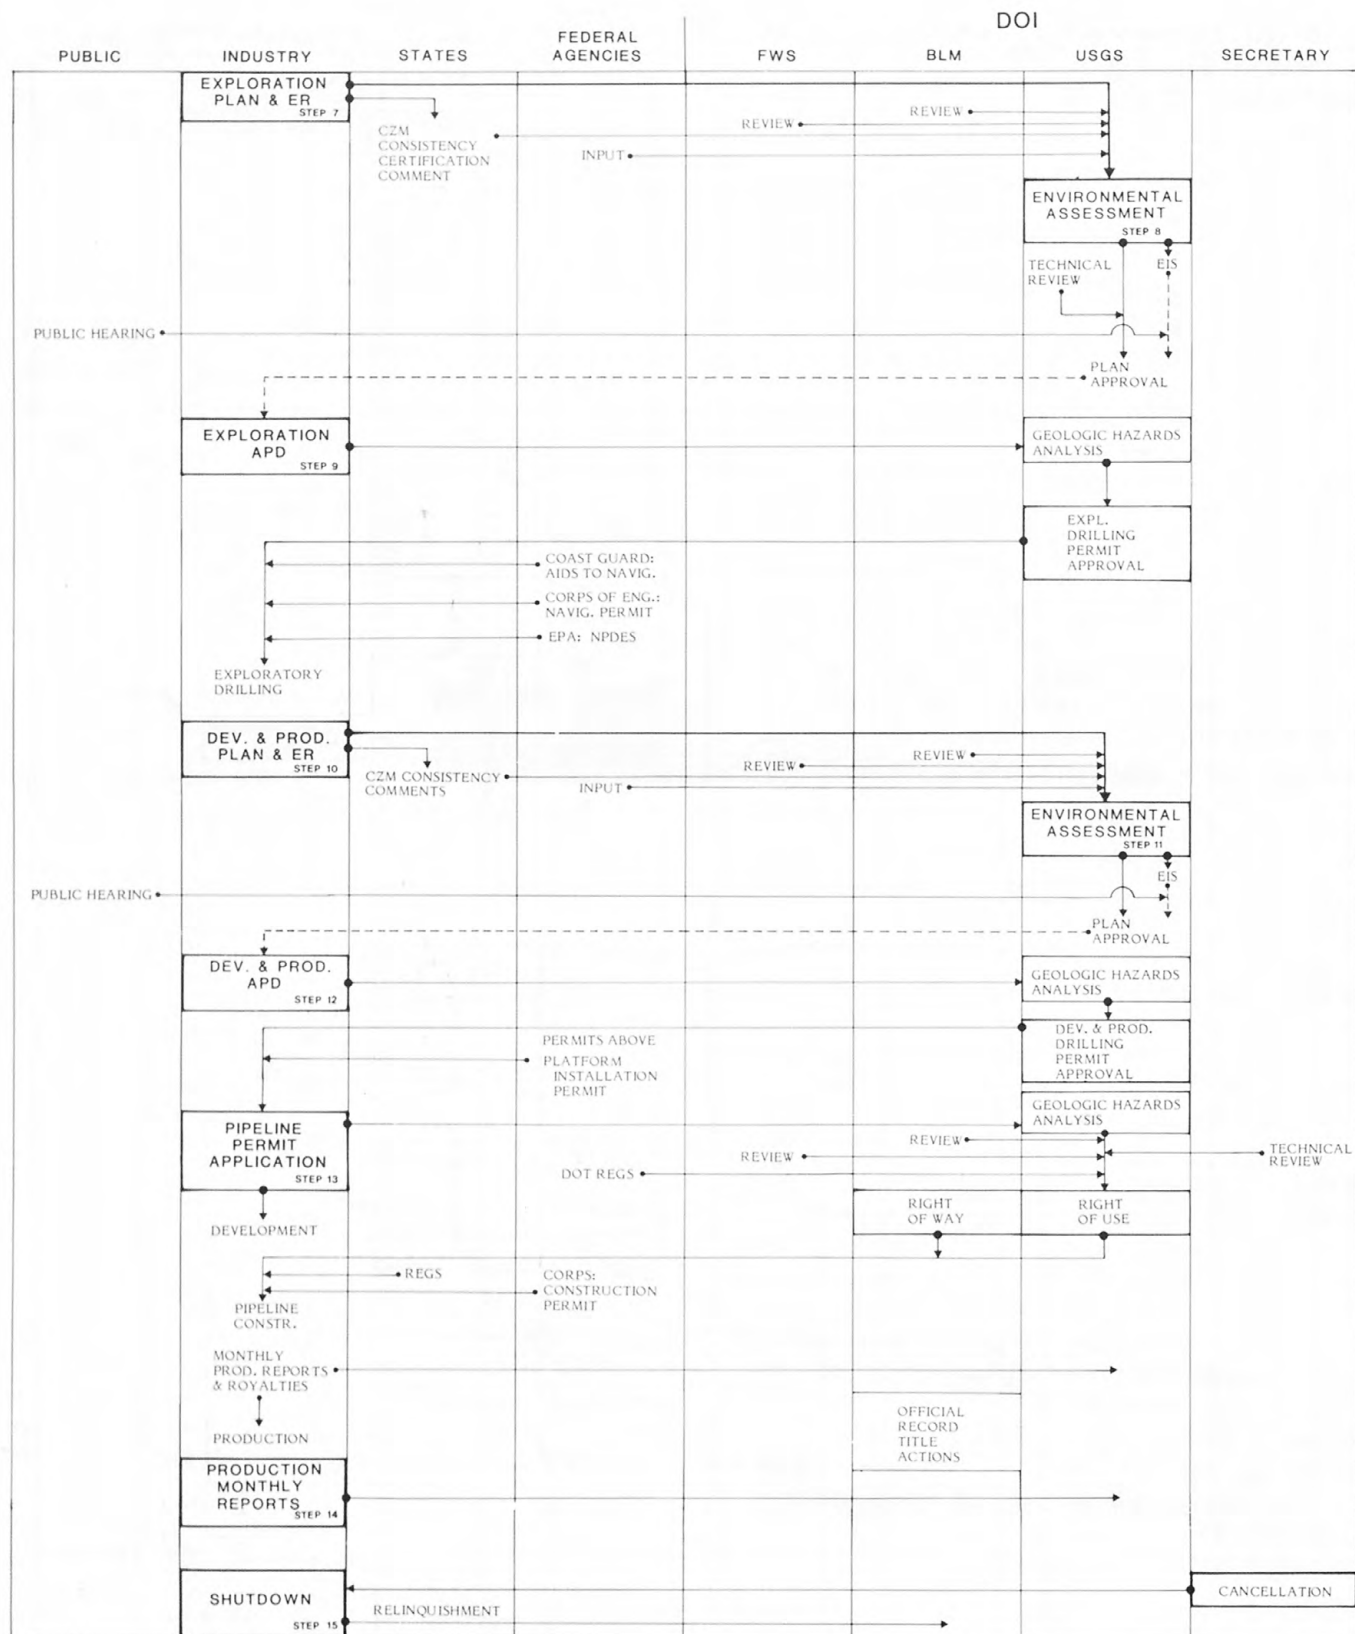 DOI
PUBLIC INDUSTRY STATES FEDERAL AGENCIES FWS BLM USGS SECRETARY
EXPLORATION
PLAN & ER
STEP 7
CZM
CONSISTENCY
CERTIFICATION
COMMENT
INPUT
REVIEW
REVIEW
ENVIRONMENTAL
ASSESSMENT
STEP 8
TECHNICAL
REVIEW
EIS
PUBLIC HEARING
PLAN
APPROVAL
EXPLORATION
APD
STEP 9
GEOLOGIC HAZARDS
ANALYSIS
EXPL.
DRILLING
PERMIT
APPROVAL
COAST GUARD:
AIDS TO NAVIG.
CORPS OF ENG.:
NAVIG. PERMIT
EPA: NPDES
EXPLORATORY
DRILLING
DEV. & PROD.
PLAN & ER
STEP 10
CZM CONSISTENCY
COMMENTS
INPUT
REVIEW
REVIEW
ENVIRONMENTAL
ASSESSMENT
STEP 11
EIS
PUBLIC HEARING
PLAN
APPROVAL
DEV. & PROD.
APD
STEP 12
GEOLOGIC HAZARDS
ANALYSIS
DEV. & PROD.
DRILLING
PERMIT
APPROVAL
PERMITS ABOVE
PLATFORM
INSTALLATION
PERMIT
PIPELINE
PERMIT
APPLICATION
STEP 13
GEOLOGIC HAZARDS
ANALYSIS
REVIEW
REVIEW
DOT REGS
TECHNICAL
REVIEW
RIGHT
OF WAY
RIGHT
OF USE
DEVELOPMENT
REGS
CORPS:
CONSTRUCTION
PERMIT
PIPELINE
CONSTR.
MONTHLY
PROD. REPORTS
& ROYALTIES
PRODUCTION
OFFICIAL
RECORD
TITLE
ACTIONS
PRODUCTION
MONTHLY
REPORTS
STEP 14
SHUTDOWN
STEP 15
RELINQUISHMENT
CANCELLATION